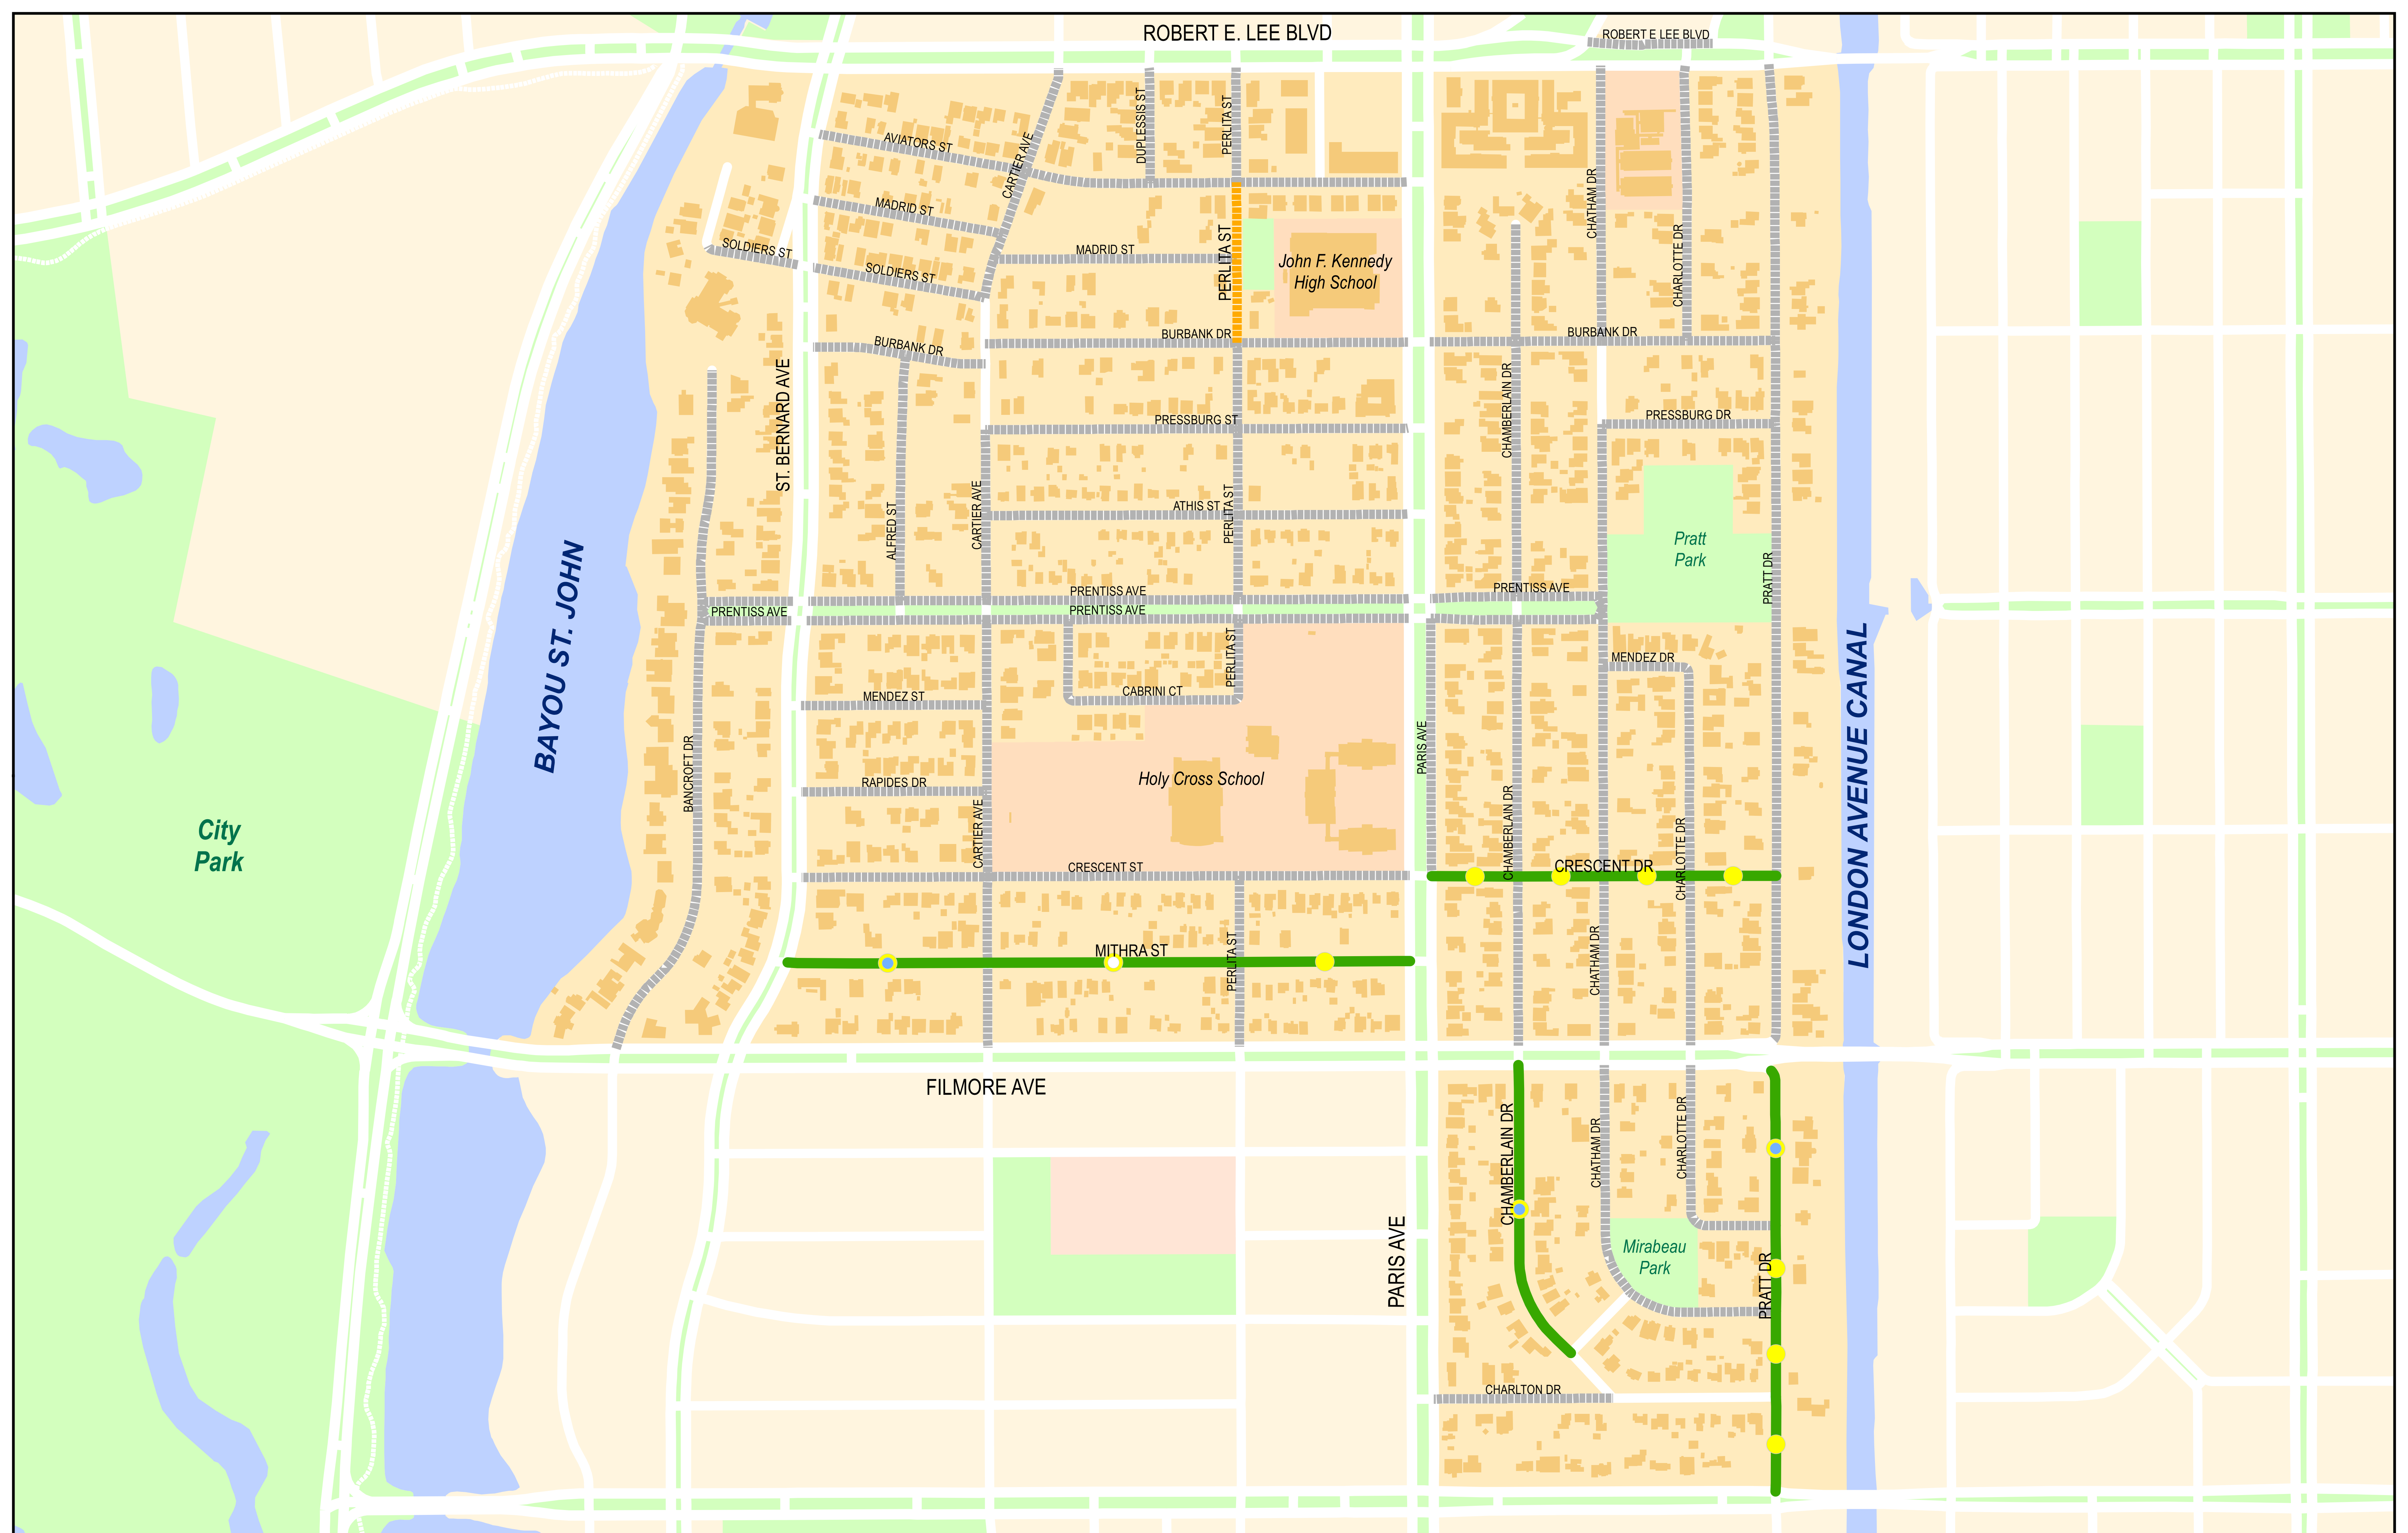 ROBERT E. LEE BLVD
ROBERT E LEE BLVD
AVIATORS ST
CARTIER AVE
DUPLESSIS ST
PERLITA ST
MADRID ST
CHATHAM DR
SOLDIERS ST
SOLDIERS ST
MADRID ST
PERLITA ST
John F. Kennedy
High School
CHARLOTTE DR
BURBANK DR
BURBANK DR
BURBANK DR
ST. BERNARD AVE
CHAMBERLAIN DR
PRESSBURG ST
PRESSBURG DR
ALFRED ST
CARTIER AVE
ATHIS ST
PERLITA ST
Pratt
Park
PRATT DR
PRENTISS AVE
PRENTISS AVE
PRENTISS AVE
PRENTISS AVE
BAYOU ST. JOHN
PERLITA ST
MENDEZ DR
MENDEZ ST
CABRINI CT
BANCROFT DR
PARIS AVE
LONDON AVENUE CANAL
RAPIDES DR
Holy Cross School
City
Park
CARTIER AVE
CHAMBERLAIN DR
CHARLOTTE DR
CRESCENT ST
CRESCENT DR
MITHRA ST
PERLITA ST
CHATHAM DR
FILMORE AVE
CHAMBERLAIN DR
CHATHAM DR
CHARLOTTE DR
PARIS AVE
Mirabeau
Park
PRATT DR
CHARLTON DR